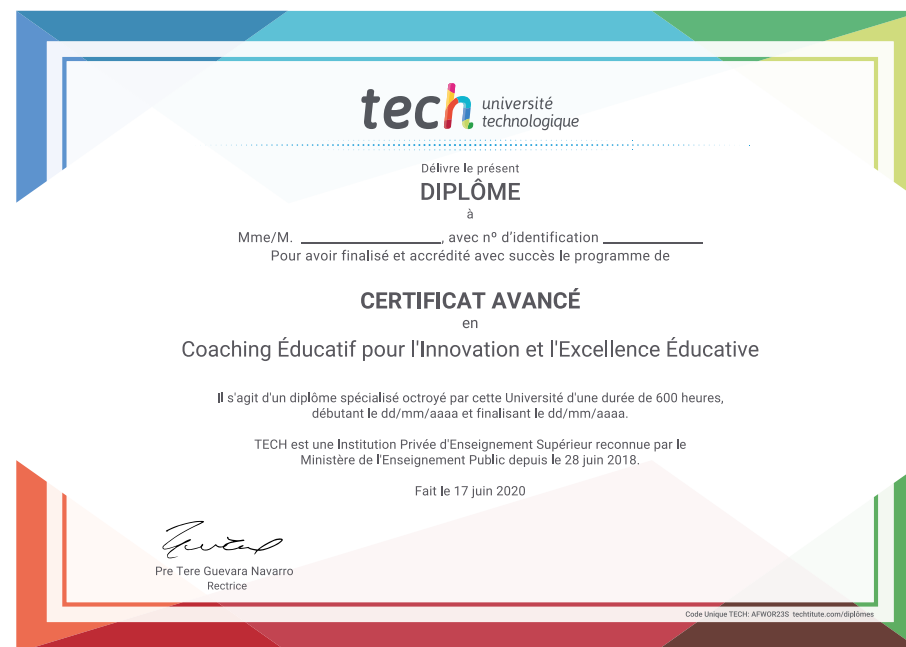 tech université
technologique
Délivre le présent
DIPLÔME
à
Mme/M. ____________________, avec nº d'identification ______________
Pour avoir finalisé et accrédité avec succès le programme de
CERTIFICAT AVANCÉ
en
Coaching Éducatif pour l'Innovation et l'Excellence Éducative
Il s'agit d'un diplôme spécialisé octroyé par cette Université d'une durée de 600 heures,
débutant le dd/mm/aaaa et finalisant le dd/mm/aaaa.
TECH est une Institution Privée d'Enseignement Supérieur reconnue par le
Ministère de l'Enseignement Public depuis le 28 juin 2018.
Fait le 17 juin 2020
Pre Tere Guevara Navarro
Rectrice
Code Unique TECH: AFWOR23S techtitute.com/diplômes